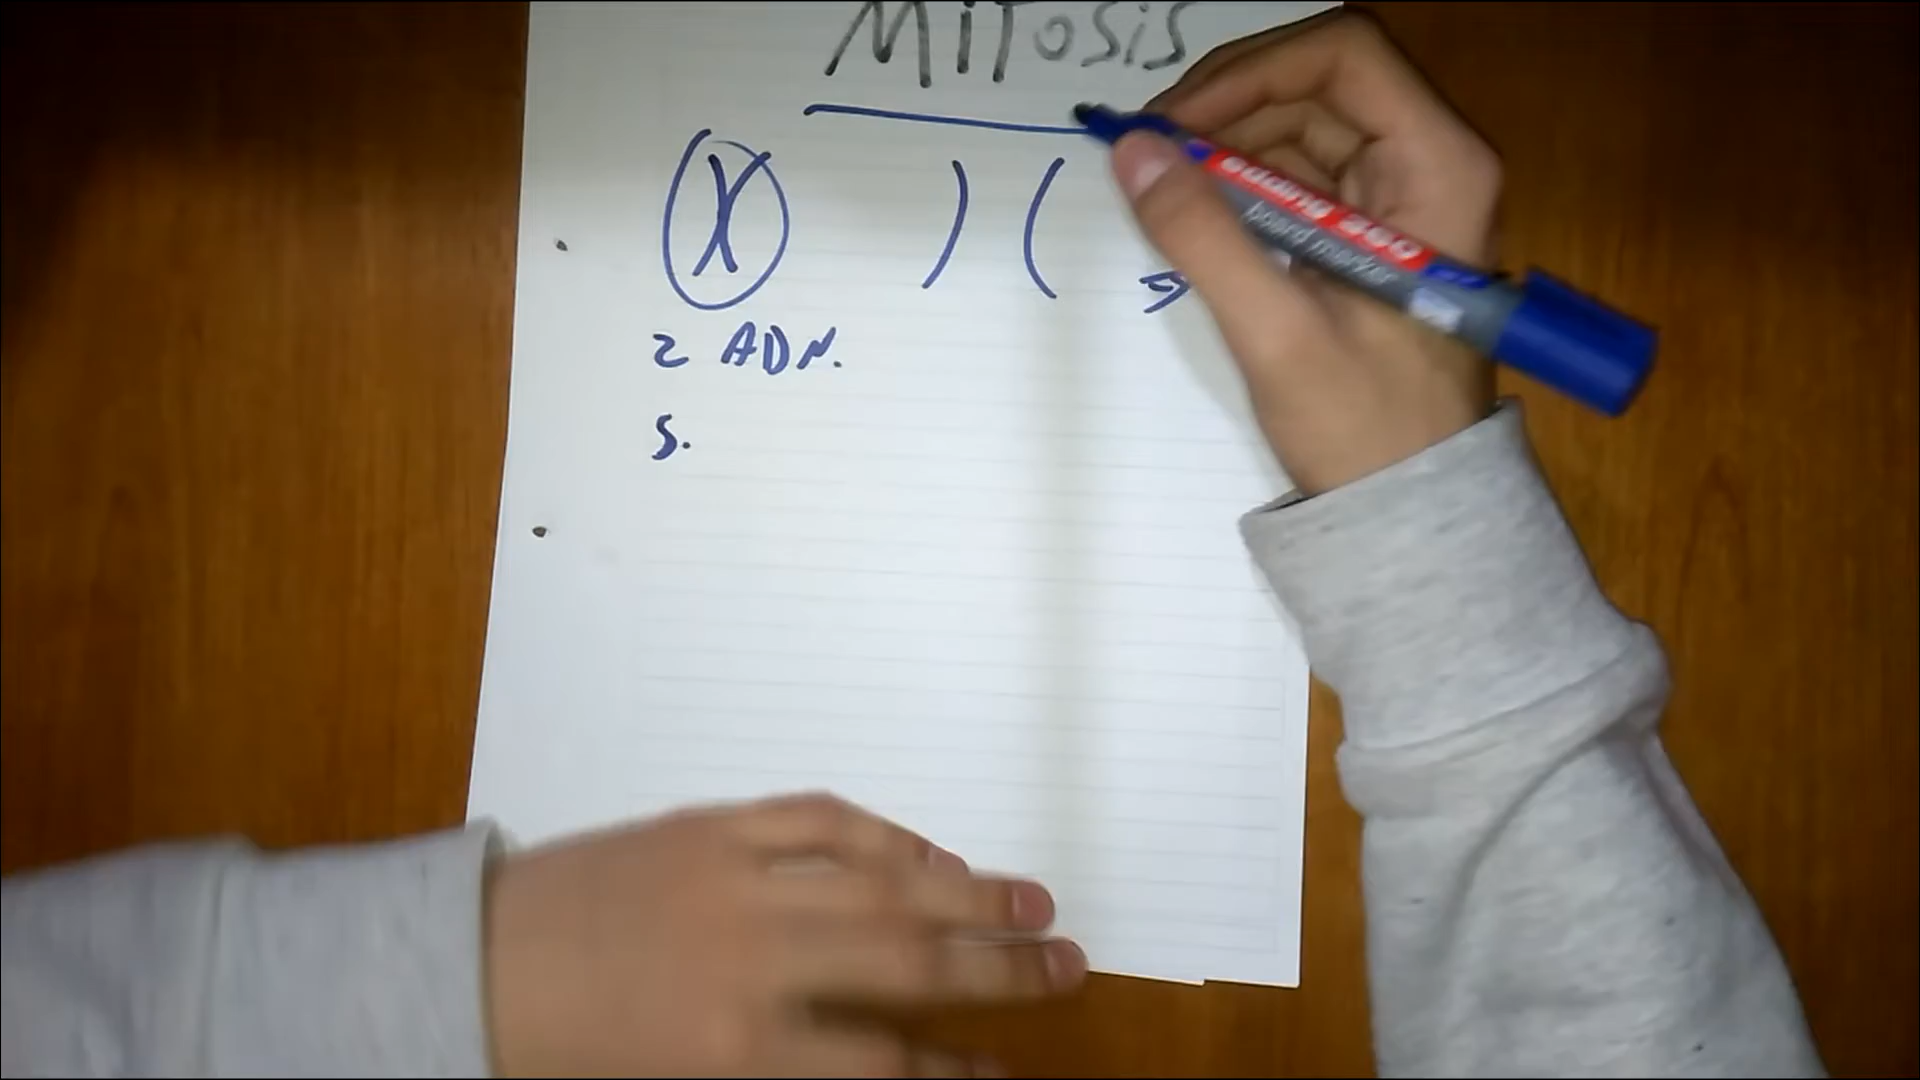 MiTosis
2 ADN.
S.
edding 360
board marker